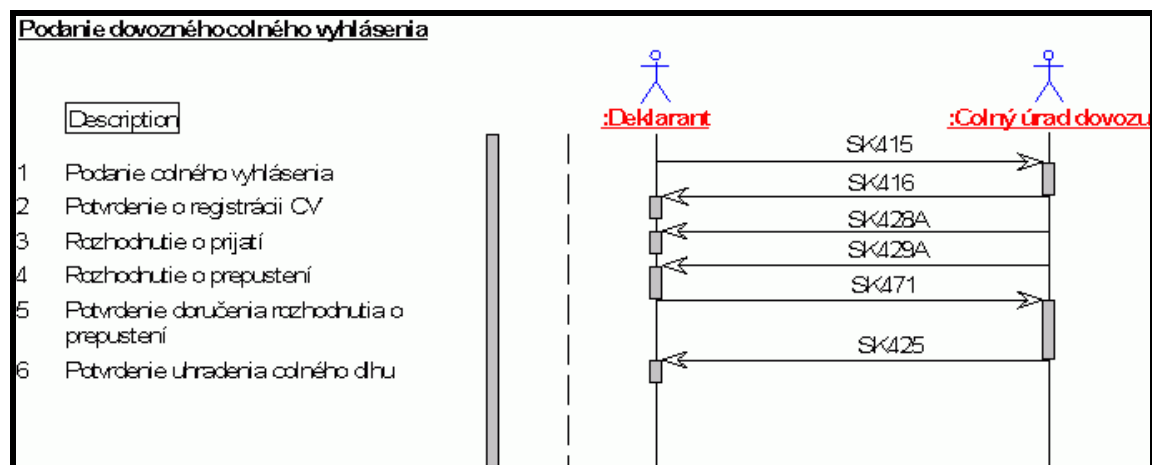 Podanie dovozného colného vyhlásenia
Description
:Deklarant
:Colný úrad dovozu
1 Podanie colného vyhlásenia
2 Potvrdenie o registrácii CV
3 Rozhodnutie o prijatí
4 Rozhodnutie o prepustení
5 Potvrdenie doručenia rozhodnutia o
prepustení
6 Potvrdenie uhradenia colného dlhu
SK415
SK416
SK428A
SK429A
SK471
SK425